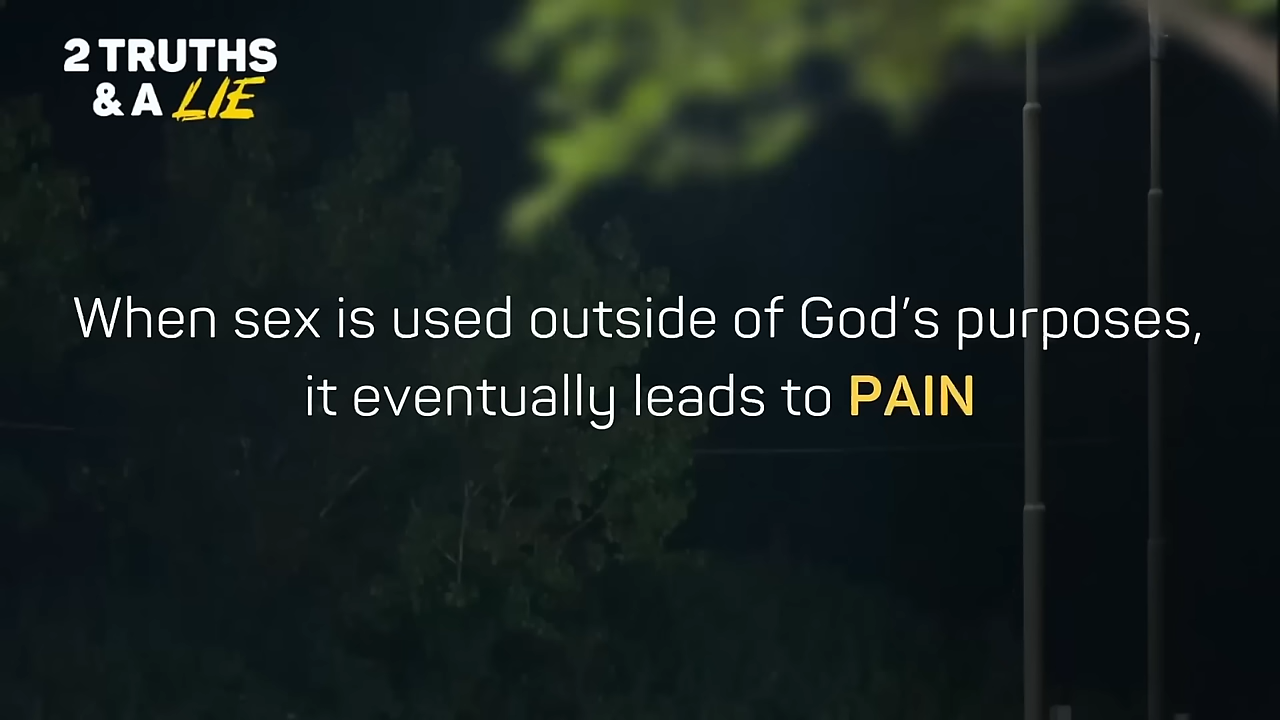 2 TRUTHS
& A LIE
When sex is used outside of God’s purposes,
it eventually leads to PAIN